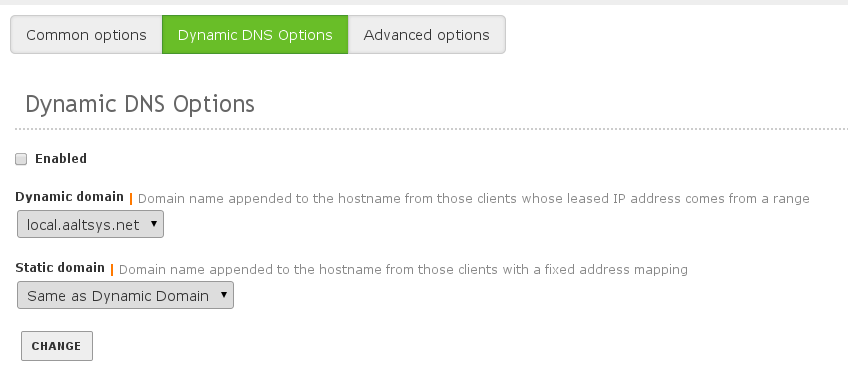 Common options Dynamic DNS Options Advanced options
Dynamic DNS Options
Enabled
Dynamic domain | Domain name appended to the hostname from those clients whose leased IP address comes from a range
local.aaltsys.net
Static domain | Domain name appended to the hostname from those clients with a fixed address mapping
Same as Dynamic Domain
CHANGE